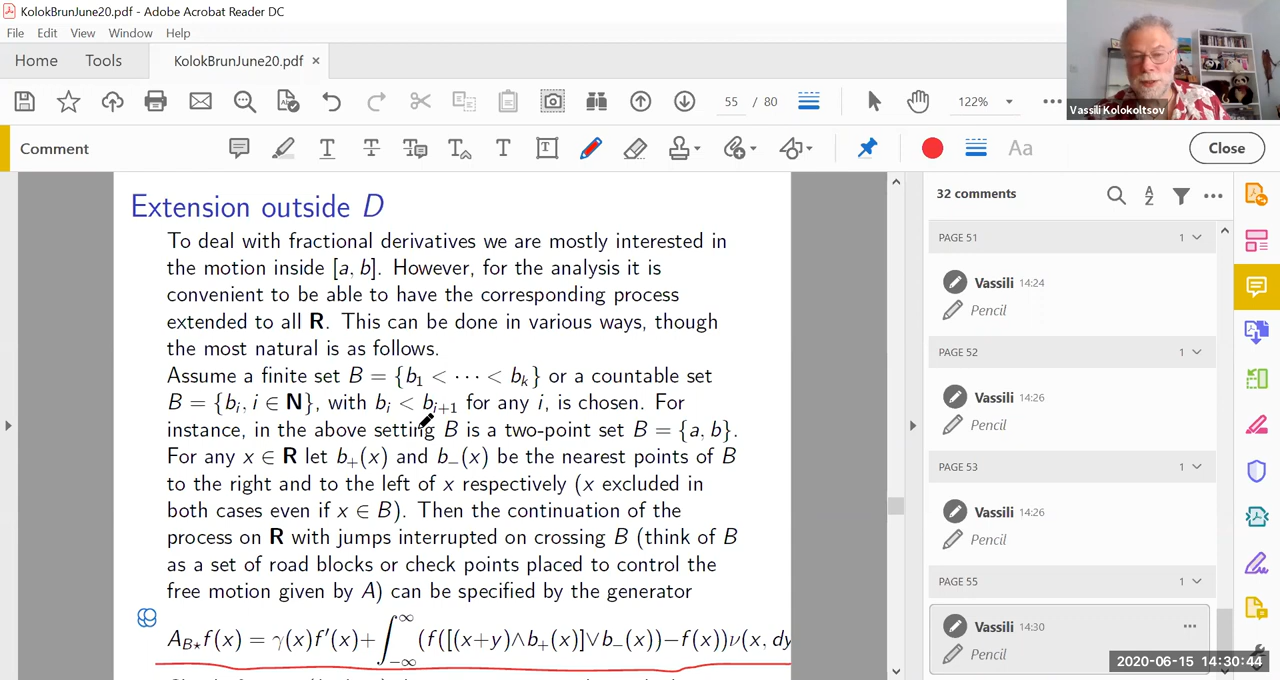 KolokBrunJune20.pdf - Adobe Acrobat Reader DC
File Edit View Window Help
Home Tools KolokBrunJune20.pdf ×
55 / 80 122%
Vassili Kolokoltsov
Comment Aa Close
Extension outside D
To deal with fractional derivatives we are mostly interested in
the motion inside [a, b]. However, for the analysis it is
convenient to be able to have the corresponding process
extended to all R. This can be done in various ways, though
the most natural is as follows.
Assume a finite set B = {b₁ < ··· < bₖ} or a countable set
B = {bᵢ, i ∈ N}, with bᵢ < bᵢ₊₁ for any i, is chosen. For
instance, in the above setting B is a two-point set B = {a, b}.
For any x ∈ R let b₊(x) and b₋(x) be the nearest points of B
to the right and to the left of x respectively (x excluded in
both cases even if x ∈ B). Then the continuation of the
process on R with jumps interrupted on crossing B (think of B
as a set of road blocks or check points placed to control the
free motion given by A) can be specified by the generator
A_{B⋆}f(x) = γ(x)f′(x)+∫_{−∞}^{∞}(f([(x+y)∧b₊(x)]∨b₋(x))−f(x))ν(x, dy
32 comments
PAGE 51 1
Vassili 14:24
Pencil
PAGE 52 1
Vassili 14:26
Pencil
PAGE 53 1
Vassili 14:26
Pencil
PAGE 55 1
Vassili 14:30
Pencil
2020-06-15 14:30:44